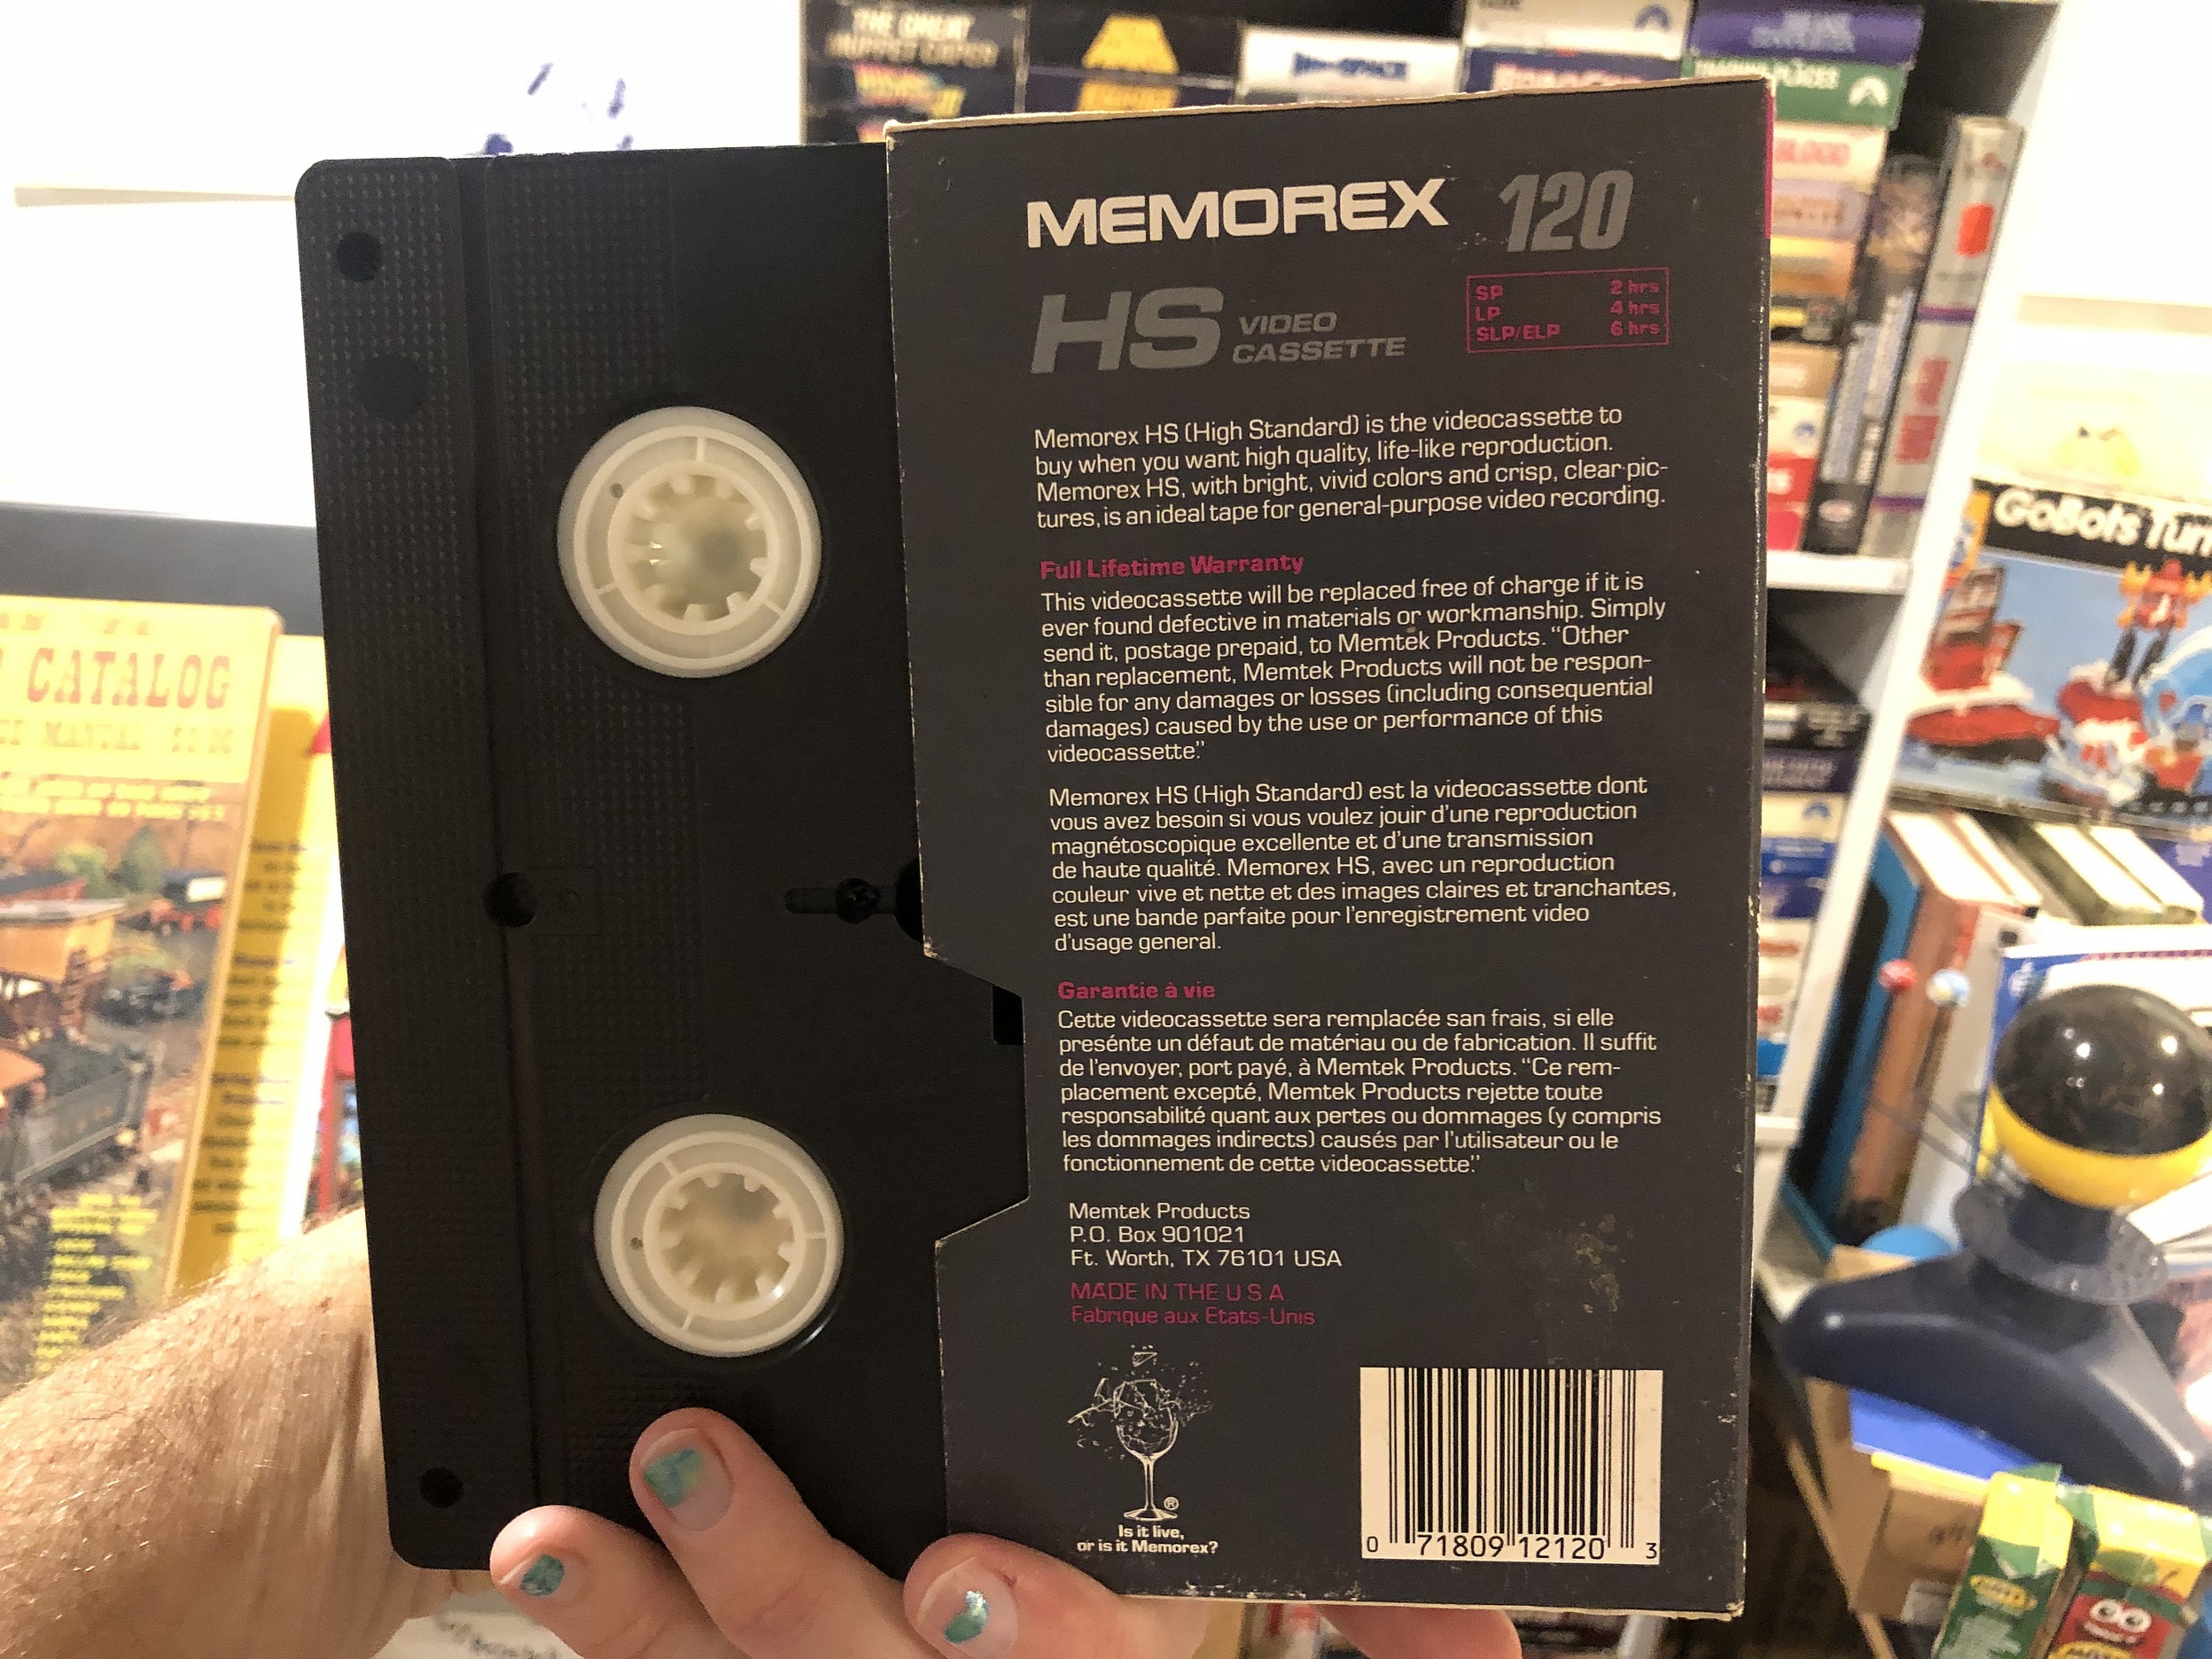 THE GREAT
MUPPET CAPER
TRADING PLACES
MEMOREX 120
HS VIDEO
CASSETTE
SP 2 hrs
LP 4 hrs
SLP/ELP 6 hrs
Memorex HS (High Standard) is the videocassette to
buy when you want high quality, life-like reproduction.
Memorex HS, with bright, vivid colors and crisp, clear pic-
tures, is an ideal tape for general-purpose video recording.
Full Lifetime Warranty
This videocassette will be replaced free of charge if it is
ever found defective in materials or workmanship. Simply
send it, postage prepaid, to Memtek Products. “Other
than replacement, Memtek Products will not be respon-
sible for any damages or losses (including consequential
damages) caused by the use or performance of this
videocassette.”
Memorex HS (High Standard) est la videocassette dont
vous avez besoin si vous voulez jouir d'une reproduction
magnétoscopique excellente et d'une transmission
de haute qualité. Memorex HS, avec un reproduction
couleur vive et nette et des images claires et tranchantes,
est une bande parfaite pour l'enregistrement video
d'usage general.
Garantie à vie
Cette videocassette sera remplacée san frais, si elle
presénte un défaut de matériau ou de fabrication. Il suffit
de l'envoyer, port payé, à Memtek Products. “Ce rem-
placement excepté, Memtek Products rejette toute
responsabilité quant aux pertes ou dommages (y compris
les dommages indirects) causés par l'utilisateur ou le
fonctionnement de cette videocassette.”
Memtek Products
P.O. Box 901021
Ft. Worth, TX 76101 USA
MADE IN THE U.S.A.
Fabrique aux Etats-Unis
®
Is it live,
or is it Memorex?
0 71809 12120 3
CATALOG
MANUAL
GoBots